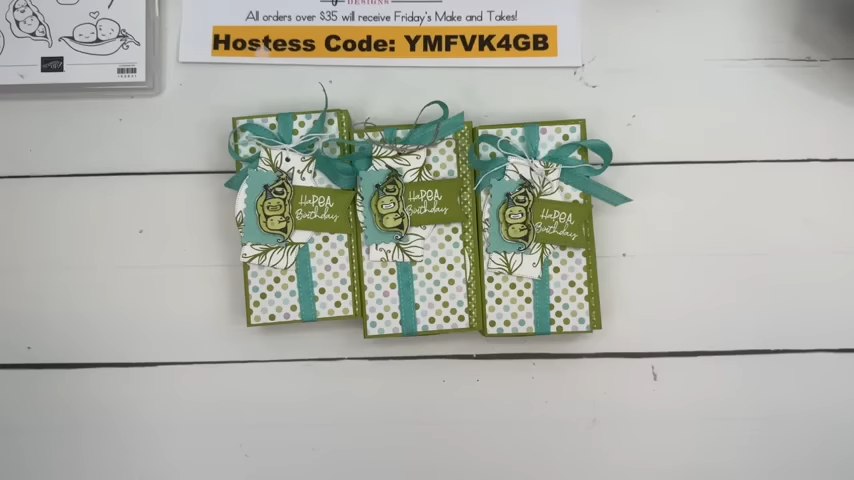 DESIGNS
All orders over $35 will receive Friday's Make and Takes!
Hostess Code: YMFVK4GB
HaPEA
Birthday
HaPEA
Birthday
HaPEA
Birthday